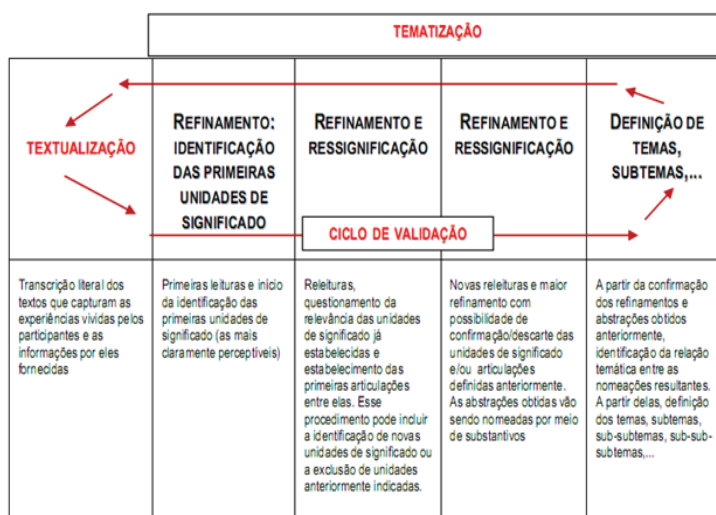 TEMATIZAÇÃO
TEXTUALIZAÇÃO
REFINAMENTO:
IDENTIFICAÇÃO
DAS PRIMEIRAS
UNIDADES DE
SIGNIFICADO
REFINAMENTO E
RESSIGNIFICAÇÃO
REFINAMENTO E
RESSIGNIFICAÇÃO
DEFINIÇÃO DE
TEMAS,
SUBTEMAS,...
CICLO DE VALIDAÇÃO
Transcrição literal dos
textos que capturam as
experiências vividas pelos
participantes e as
informações por eles
fornecidas
Primeiras leituras e início
da identificação das
primeiras unidades de
significado (as mais
claramente perceptíveis)
Releituras,
questionamento da
relevância das unidades
de significado já
estabelecidas e
estabelecimento das
primeiras articulações
entre elas. Esse
procedimento pode incluir
a identificação de novas
unidades de significado ou
a exclusão de unidades
anteriormente indicadas.
Novas releituras e maior
refinamento com
possibilidade de
confirmação/descarte das
unidades de significado
e/ou articulações
definidas anteriormente.
As abstrações obtidas vão
sendo nomeadas por meio
de substantivos
A partir da confirmação
dos refinamentos e
abstrações obtidos
anteriormente,
identificação da relação
temática entre as
nomeações resultantes.
A partir delas, definição
dos temas, subtemas,
sub-subtemas, sub-sub-
subtemas,...